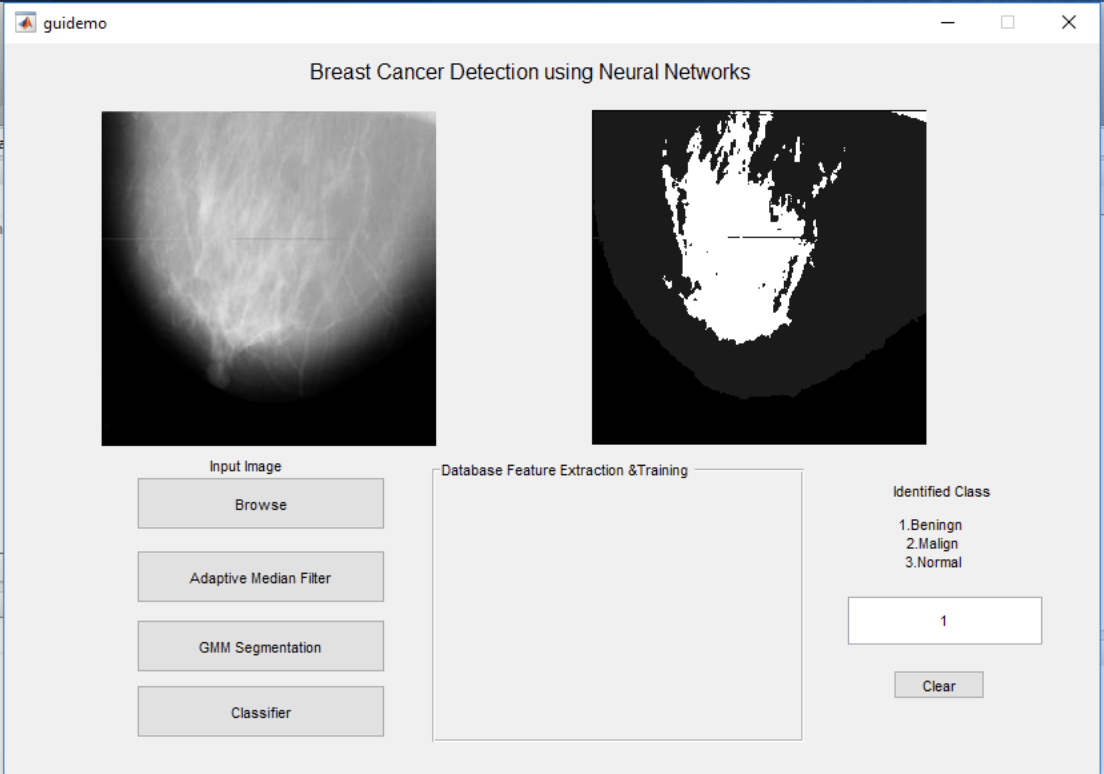 guidemo
Breast Cancer Detection using Neural Networks
Input Image
Browse
Adaptive Median Filter
GMM Segmentation
Classifier
Database Feature Extraction &Training
Identified Class
1.Beningn
2.Malign
3.Normal
1
Clear